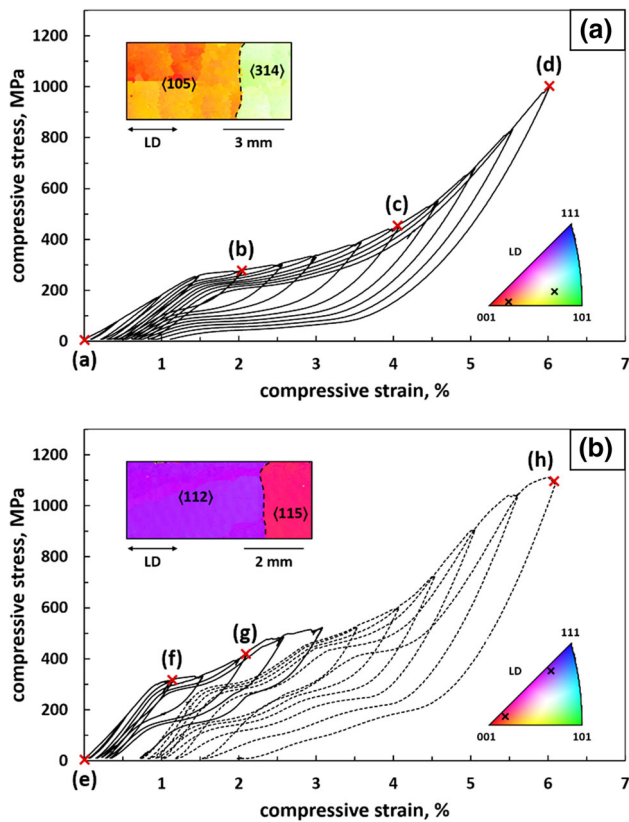 (a)
1200
1000
800
600
400
200
0
compressive stress, MPa
⟨105⟩
⟨314⟩
LD
3 mm
(a)
(b)
(c)
(d)
111
LD
001
101
1
2
3
4
5
6
7
compressive strain, %
(b)
1200
1000
800
600
400
200
0
compressive stress, MPa
⟨112⟩
⟨115⟩
LD
2 mm
(e)
(f)
(g)
(h)
111
LD
001
101
1
2
3
4
5
6
7
compressive strain, %